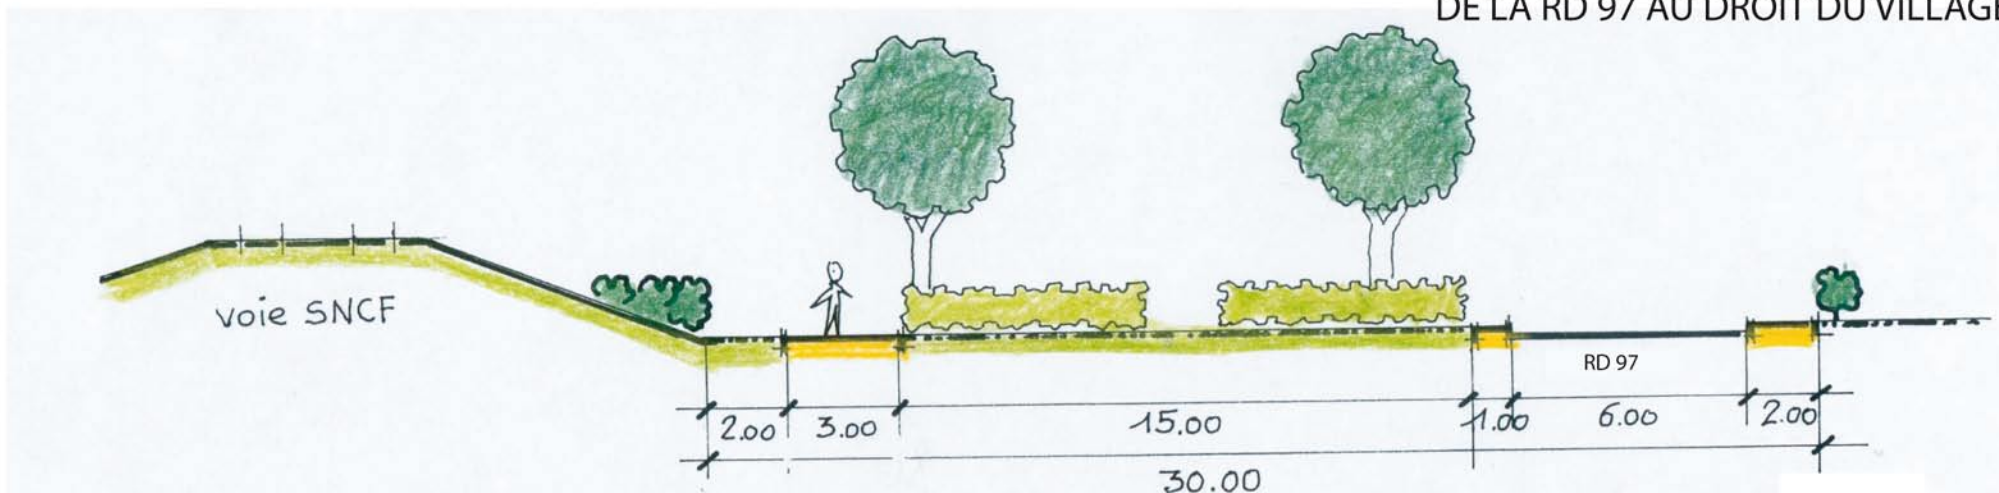 DE LA RD 97 AU DROIT DU VILLAGE
voie SNCF
RD 97
2.00 3.00 15.00 1.00 6.00 2.00
30.00